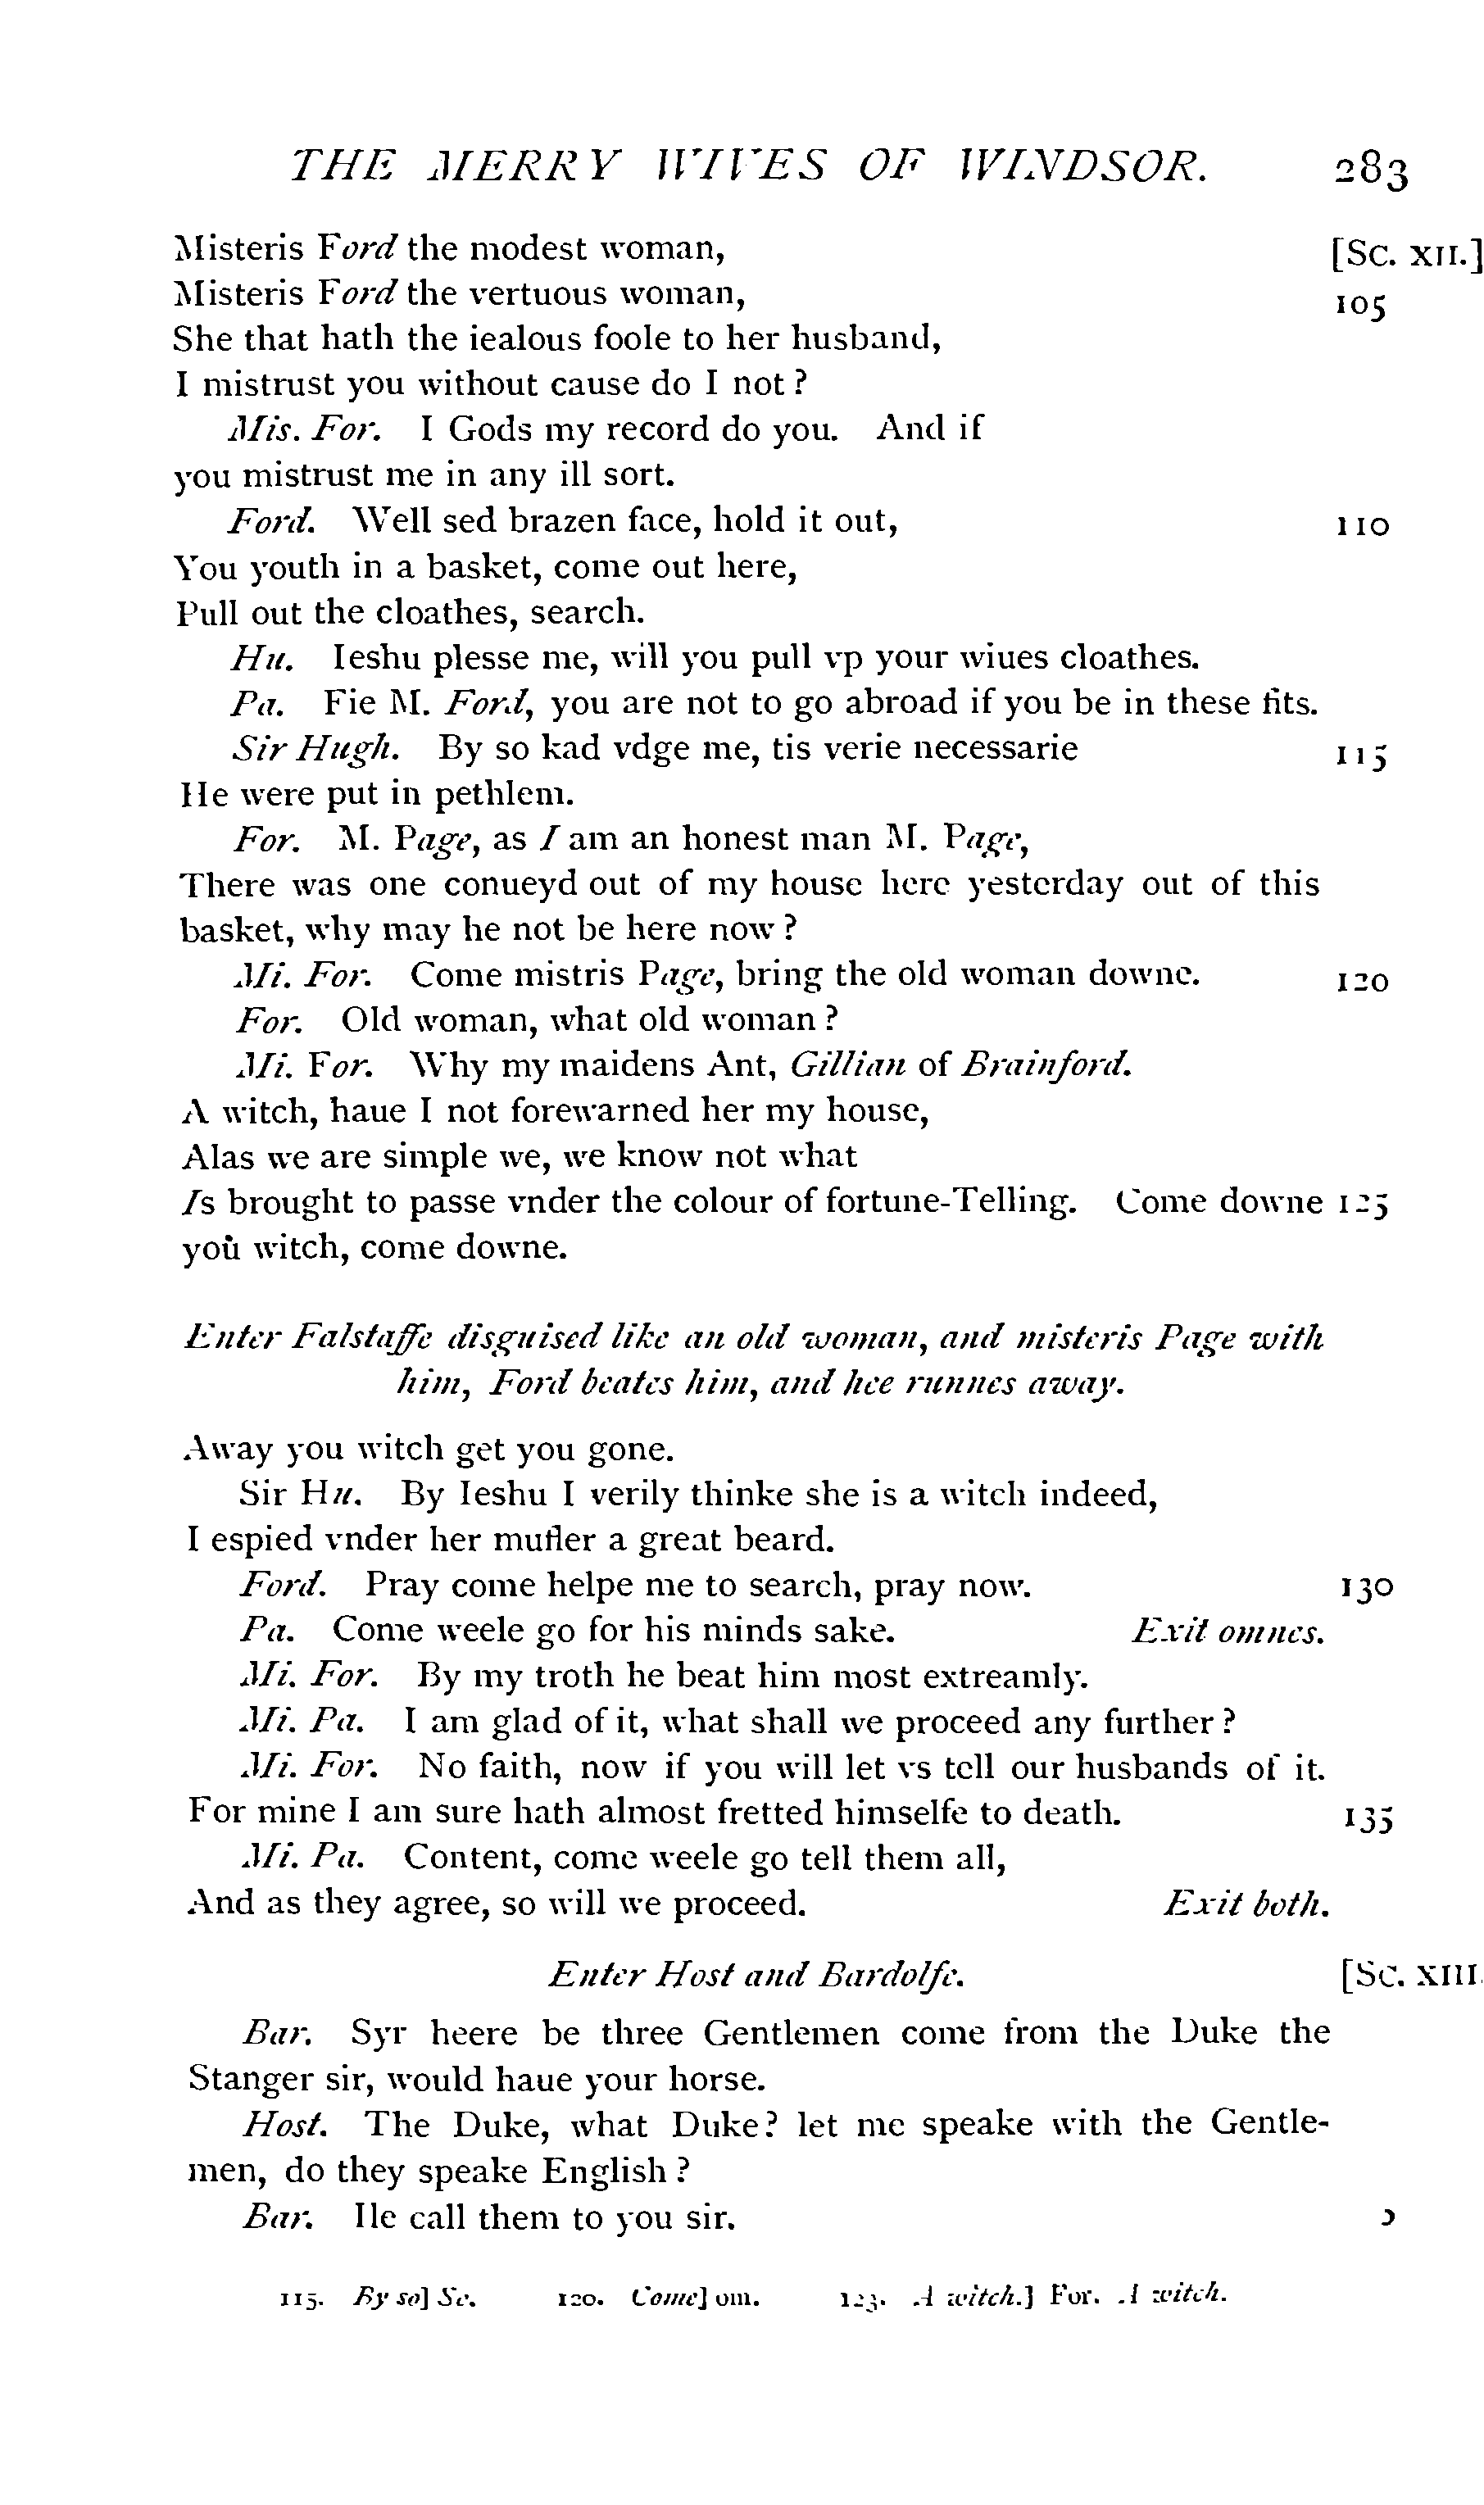 THE MERRY WIVES OF WINDSOR. 283
Misteris Ford the modest woman, [Sc. XII.]
Misteris Ford the vertuous woman, 105
She that hath the iealous foole to her husband,
I mistrust you without cause do I not ?
Mis. For. I Gods my record do you. And if
you mistrust me in any ill sort.
Ford. Well sed brazen face, hold it out, 110
You youth in a basket, come out here,
Pull out the cloathes, search.
Hu. Ieshu plesse me, will you pull vp your wiues cloathes.
Pa. Fie M. Ford, you are not to go abroad if you be in these fits.
Sir Hugh. By so kad vdge me, tis verie necessarie 115
He were put in pethlem.
For. M. Page, as I am an honest man M. Page,
There was one conueyd out of my house here yesterday out of this
basket, why may he not be here now ?
Mi. For. Come mistris Page, bring the old woman downe. 120
For. Old woman, what old woman ?
Mi. For. Why my maidens Ant, Gillian of Brainford.
A witch, haue I not forewarned her my house,
Alas we are simple we, we know not what
Is brought to passe vnder the colour of fortune-Telling. Come downe 125
you witch, come downe.
Enter Falstaffe disguised like an old woman, and misteris Page with
him, Ford beates him, and hee runnes away.
Away you witch get you gone.
Sir Hu. By Ieshu I verily thinke she is a witch indeed,
I espied vnder her mufler a great beard.
Ford. Pray come helpe me to search, pray now. 130
Pa. Come weele go for his minds sake. Exit omnes.
Mi. For. By my troth he beat him most extreamly.
Mi. Pa. I am glad of it, what shall we proceed any further ?
Mi. For. No faith, now if you will let vs tell our husbands of it.
For mine I am sure hath almost fretted himselfe to death. 135
Mi. Pa. Content, come weele go tell them all,
And as they agree, so will we proceed. Exit both.
Enter Host and Bardolfe. [Sc. XIII.
Bar. Syr heere be three Gentlemen come from the Duke the
Stanger sir, would haue your horse.
Host. The Duke, what Duke? let me speake with the Gentle-
men, do they speake English ?
Bar. Ile call them to you sir.
115. By so] So. 120. Come] om. 123. A witch.] For. A witch.